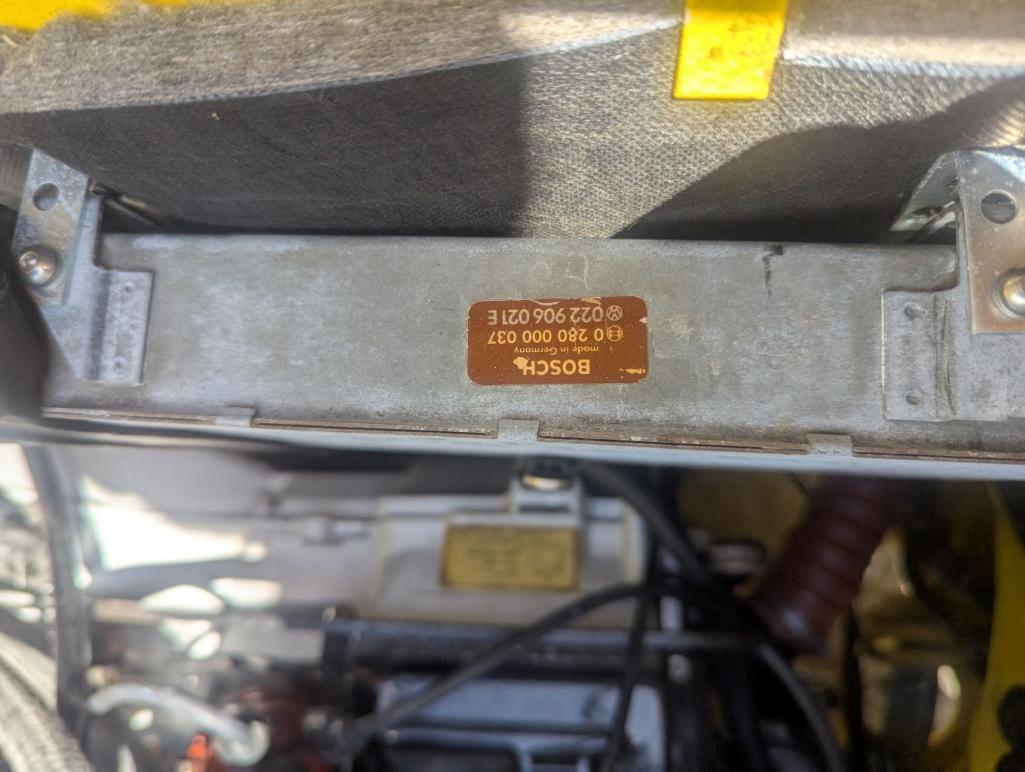 BOSCH
made in Germany
0 280 000 037
022 906 021 E